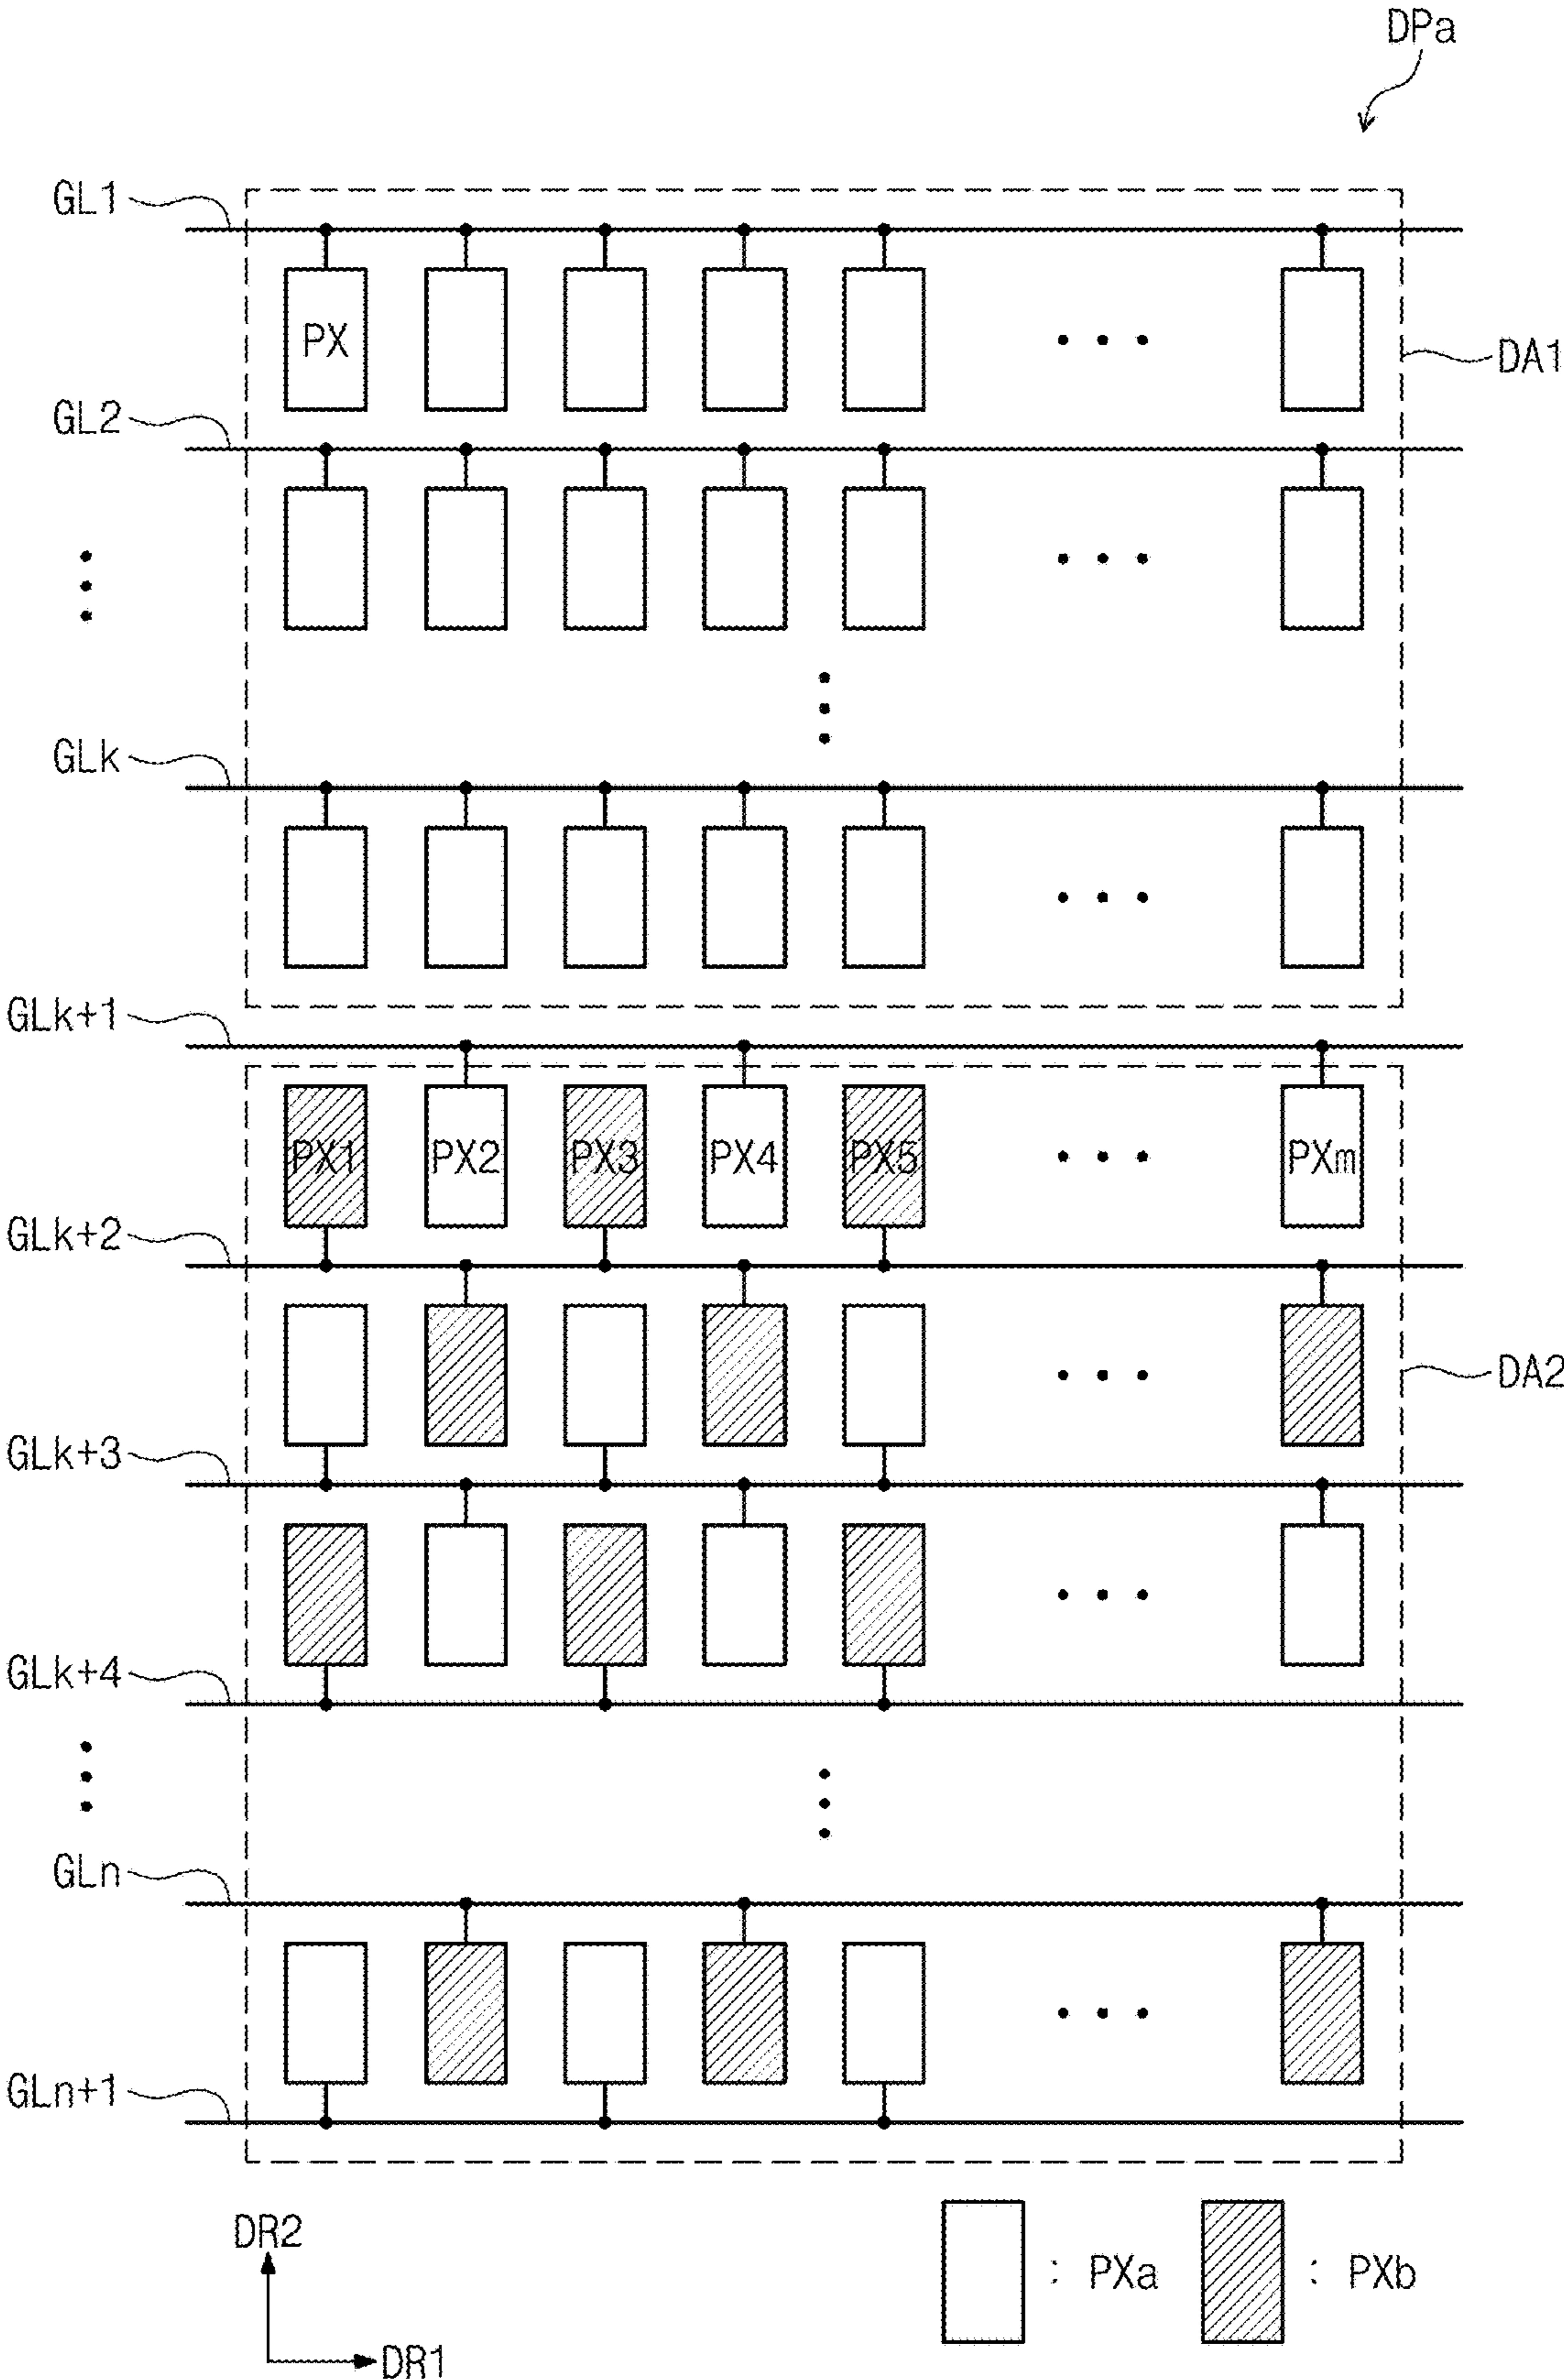 DPa
GL1
PX
DA1
GL2
GLk
GLk+1
PX1 PX2 PX3 PX4 PX5 PXm
GLk+2
DA2
GLk+3
GLk+4
GLn
GLn+1
DR2
DR1
: PXa : PXb